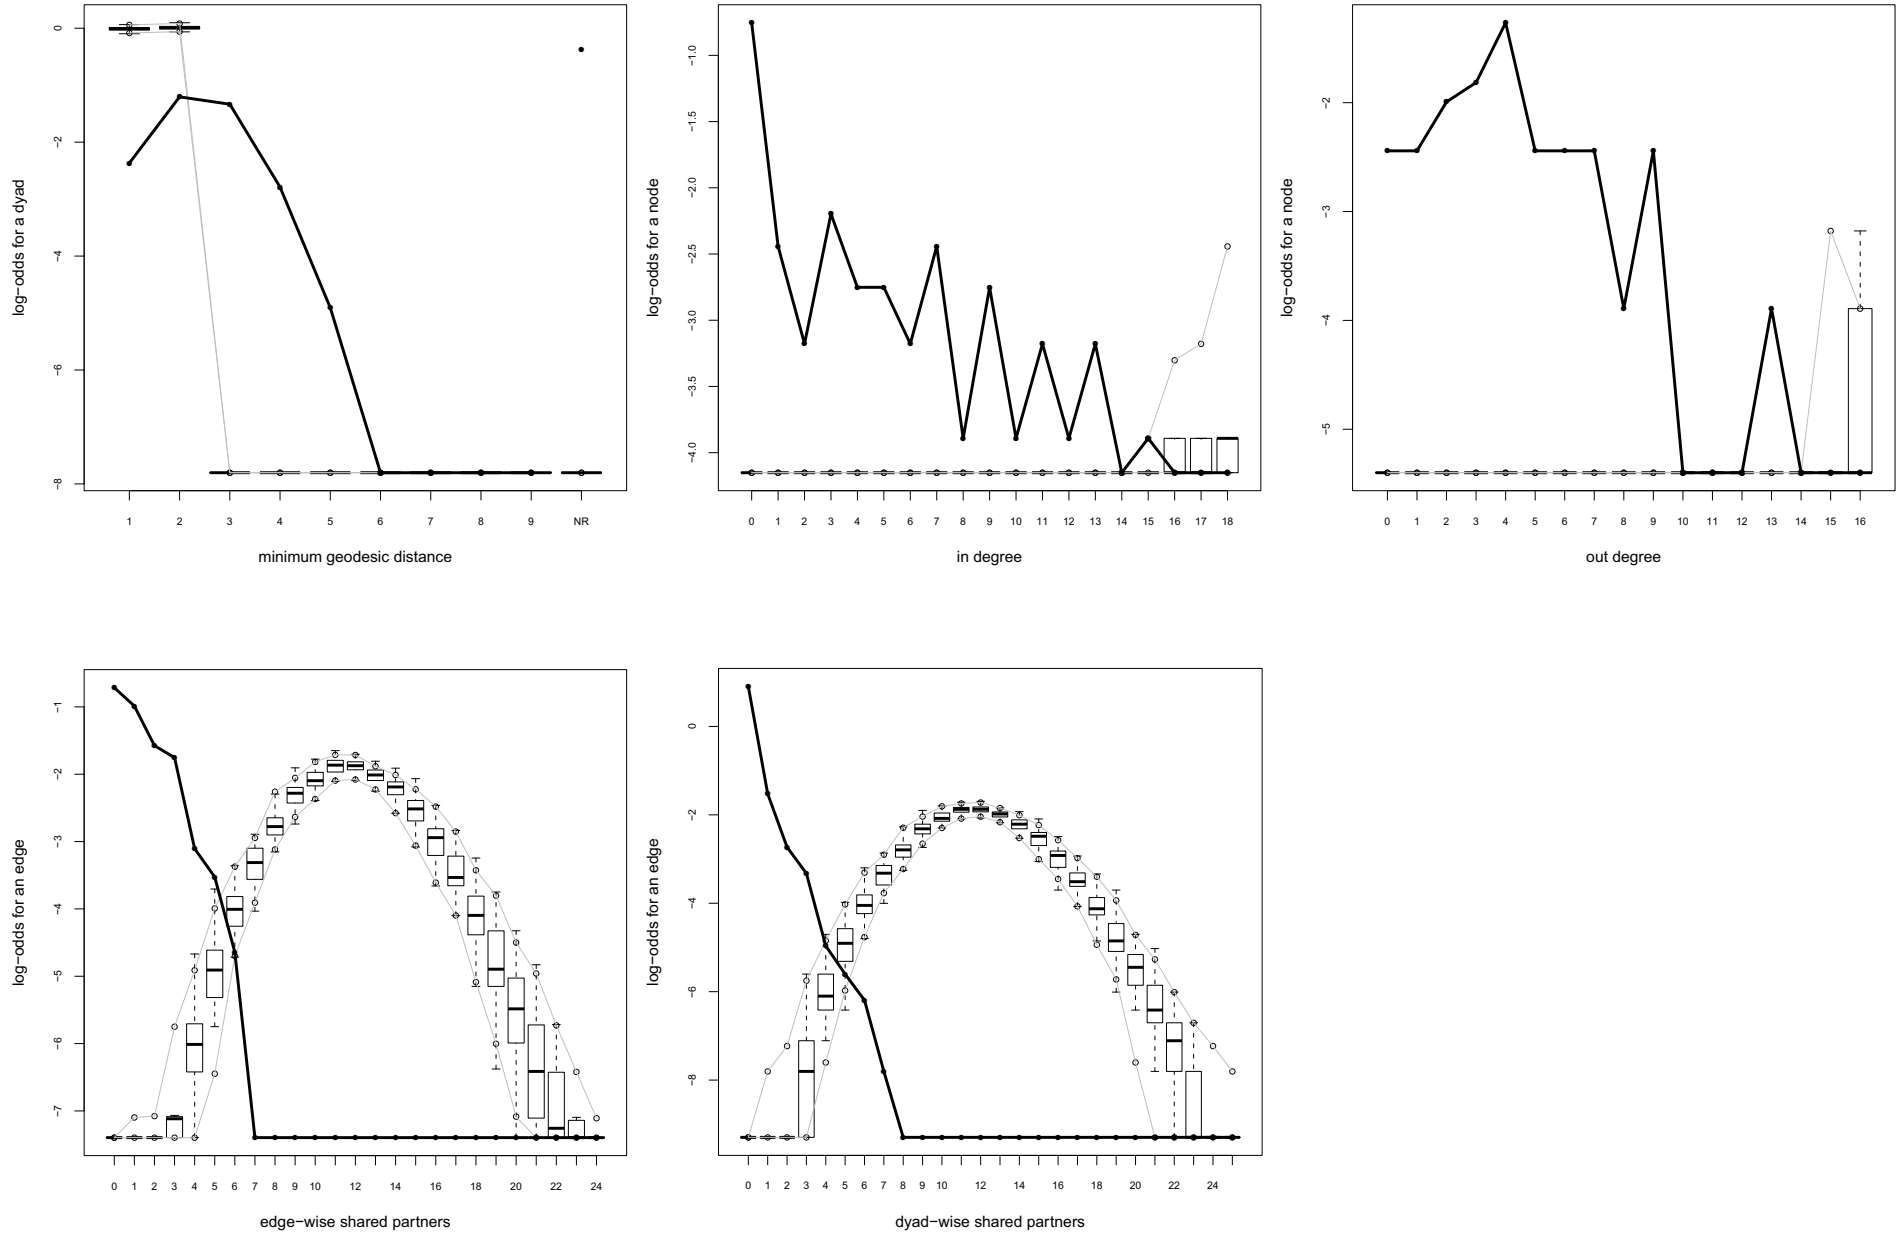 0
−2
−4
−6
−8
log−odds for a dyad
1 2 3 4 5 6 7 8 9 NR
minimum geodesic distance
−1.0
−1.5
−2.0
−2.5
−3.0
−3.5
−4.0
log−odds for a node
0 1 2 3 4 5 6 7 8 9 10 11 12 13 14 15 16 17 18
in degree
−2
−3
−4
−5
log−odds for a node
0 1 2 3 4 5 6 7 8 9 10 11 12 13 14 15 16
out degree
−1
−2
−3
−4
−5
−6
−7
log−odds for an edge
0 1 2 3 4 5 6 7 8 9 10 12 14 16 18 20 22 24
edge−wise shared partners
0
−2
−4
−6
−8
log−odds for an edge
0 1 2 3 4 5 6 7 8 9 10 12 14 16 18 20 22 24
dyad−wise shared partners